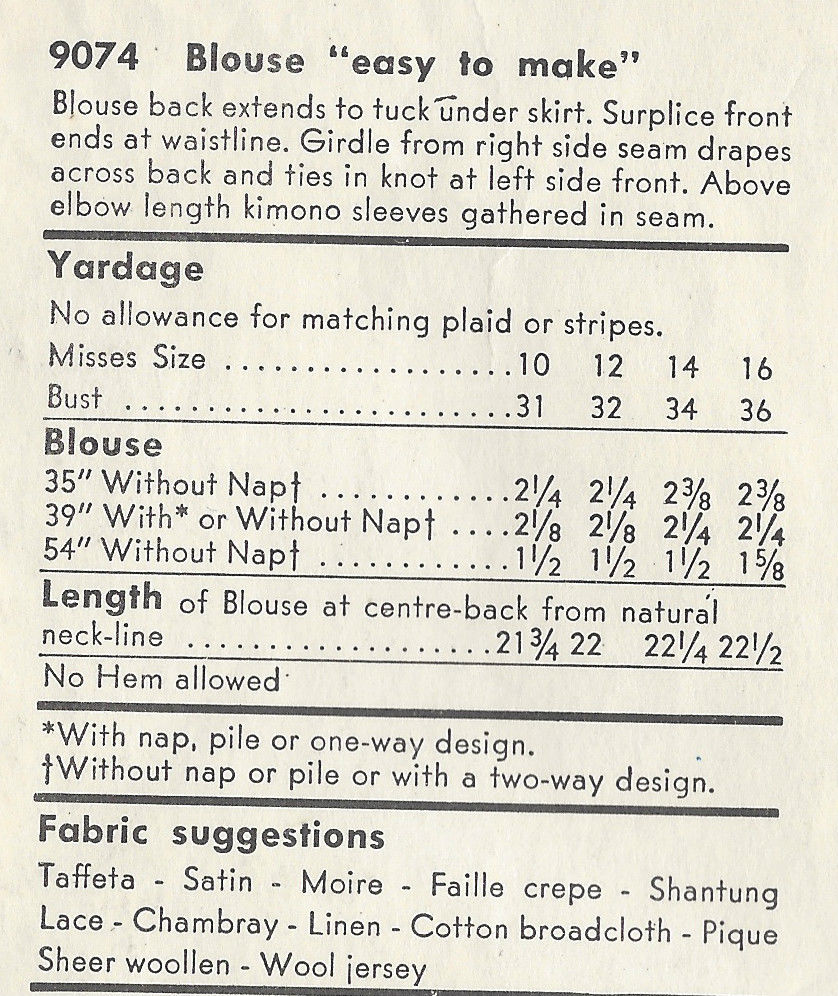 9074 Blouse “easy to make”
Blouse back extends to tuck under skirt. Surplice front
ends at waistline. Girdle from right side seam drapes
across back and ties in knot at left side front. Above
elbow length kimono sleeves gathered in seam.
Yardage
No allowance for matching plaid or stripes.
Misses Size ...................10 12 14 16
Bust ..........................31 32 34 36
Blouse
35″ Without Nap† ............2¼ 2¼ 2⅜ 2⅜
39″ With* or Without Nap† ....2⅛ 2⅛ 2¼ 2¼
54″ Without Nap† ............1½ 1½ 1½ 1⅝
Length of Blouse at centre-back from natural
neck-line ...................21¾ 22 22¼ 22½
No Hem allowed
*With nap, pile or one-way design.
†Without nap or pile or with a two-way design.
Fabric suggestions
Taffeta - Satin - Moire - Faille crepe - Shantung
Lace - Chambray - Linen - Cotton broadcloth - Pique
Sheer woollen - Wool jersey